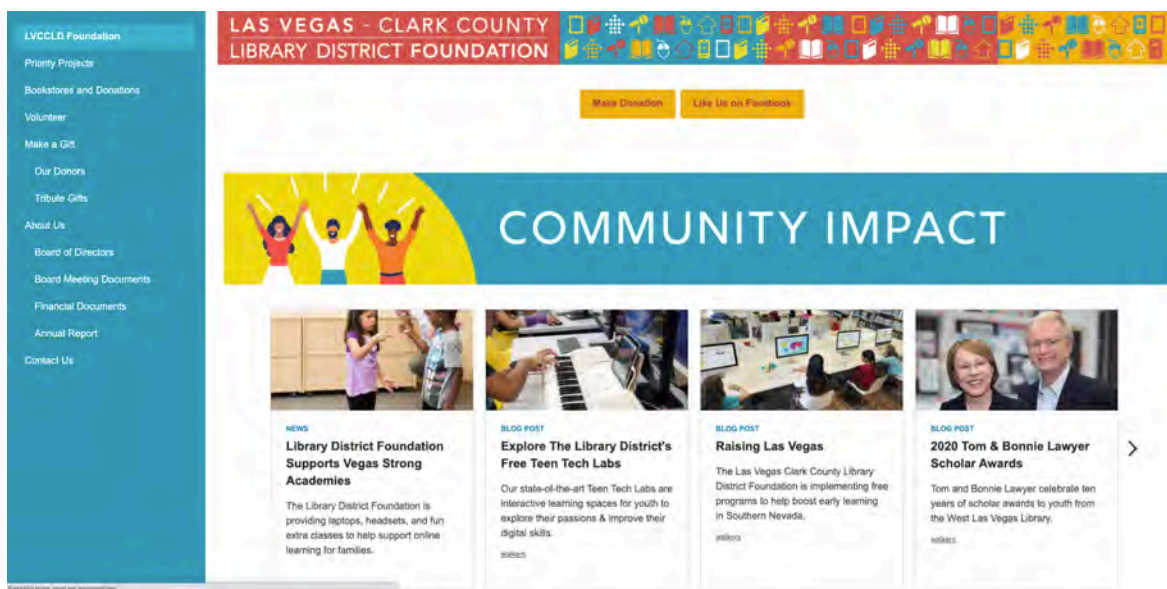 LVCCLD Foundation
Priority Projects
Bookstores and Donations
Volunteer
Make a Gift
Our Donors
Tribute Gifts
About Us
Board of Directors
Board Meeting Documents
Financial Documents
Annual Report
Contact Us
LAS VEGAS - CLARK COUNTY
LIBRARY DISTRICT FOUNDATION
Make Donation
Like Us on Facebook
COMMUNITY IMPACT
NEWS
Library District Foundation
Supports Vegas Strong
Academies
The Library District Foundation is
providing laptops, headsets, and fun
extra classes to help support online
learning for families.
BLOG POST
Explore The Library District's
Free Teen Tech Labs
Our state-of-the-art Teen Tech Labs are
interactive learning spaces for youth to
explore their passions & improve their
digital skills.
BLOG POST
Raising Las Vegas
The Las Vegas Clark County Library
District Foundation is implementing free
programs to help boost early learning
in Southern Nevada.
BLOG POST
2020 Tom & Bonnie Lawyer
Scholar Awards
Tom and Bonnie Lawyer celebrate ten
years of scholar awards to youth from
the West Las Vegas Library.